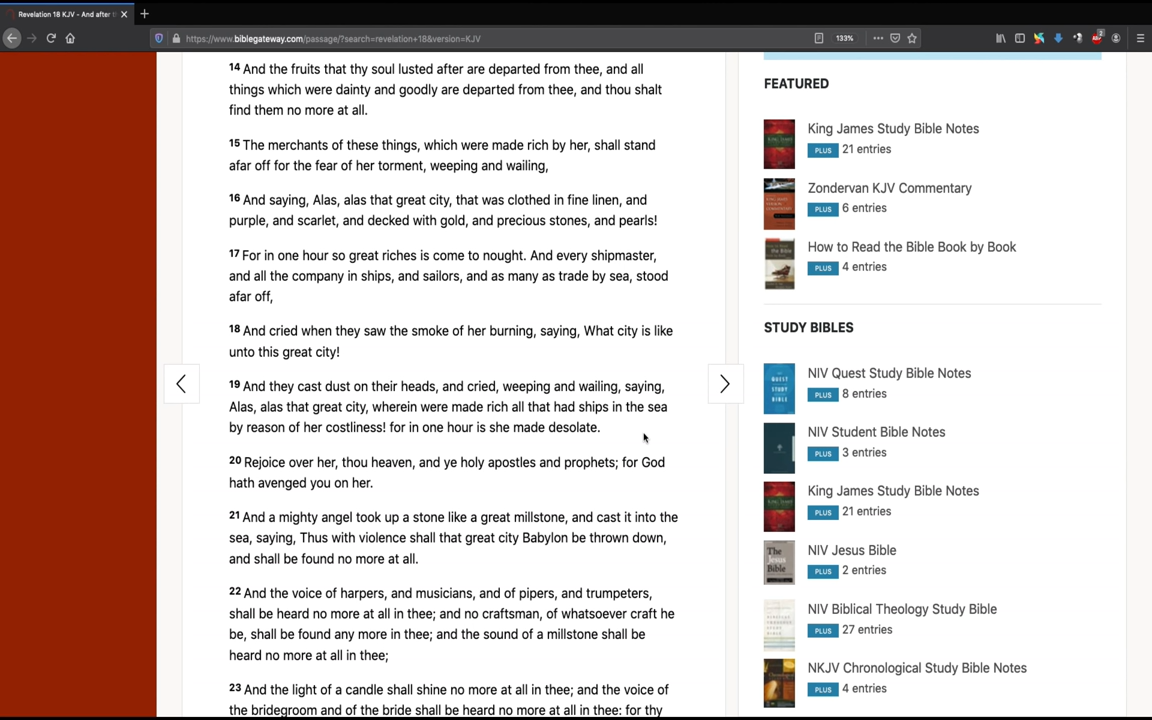 Revelation 18 KJV - And after t
https://www.biblegateway.com/passage/?search=revelation+18&version=KJV
133%
2
14 And the fruits that thy soul lusted after are departed from thee, and all
things which were dainty and goodly are departed from thee, and thou shalt
find them no more at all.
15 The merchants of these things, which were made rich by her, shall stand
afar off for the fear of her torment, weeping and wailing,
16 And saying, Alas, alas that great city, that was clothed in fine linen, and
purple, and scarlet, and decked with gold, and precious stones, and pearls!
17 For in one hour so great riches is come to nought. And every shipmaster,
and all the company in ships, and sailors, and as many as trade by sea, stood
afar off,
18 And cried when they saw the smoke of her burning, saying, What city is like
unto this great city!
19 And they cast dust on their heads, and cried, weeping and wailing, saying,
Alas, alas that great city, wherein were made rich all that had ships in the sea
by reason of her costliness! for in one hour is she made desolate.
20 Rejoice over her, thou heaven, and ye holy apostles and prophets; for God
hath avenged you on her.
21 And a mighty angel took up a stone like a great millstone, and cast it into the
sea, saying, Thus with violence shall that great city Babylon be thrown down,
and shall be found no more at all.
22 And the voice of harpers, and musicians, and of pipers, and trumpeters,
shall be heard no more at all in thee; and no craftsman, of whatsoever craft he
be, shall be found any more in thee; and the sound of a millstone shall be
heard no more at all in thee;
23 And the light of a candle shall shine no more at all in thee; and the voice of
the bridegroom and of the bride shall be heard no more at all in thee: for thy
FEATURED
King James Study Bible Notes
PLUS 21 entries
Zondervan KJV Commentary
PLUS 6 entries
How to Read the Bible Book by Book
PLUS 4 entries
STUDY BIBLES
NIV Quest Study Bible Notes
PLUS 8 entries
NIV Student Bible Notes
PLUS 3 entries
King James Study Bible Notes
PLUS 21 entries
The Jesus Bible
NIV Jesus Bible
PLUS 2 entries
NIV Biblical Theology Study Bible
PLUS 27 entries
NKJV Chronological Study Bible Notes
PLUS 4 entries